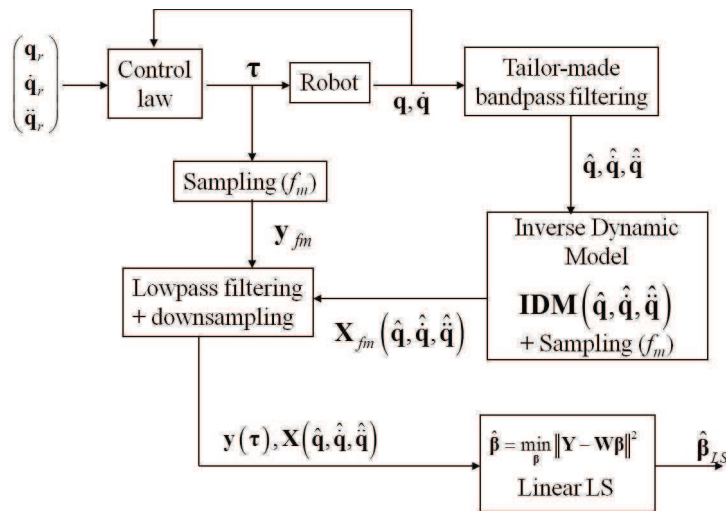 q_r
q̇_r
q̈_r
Control
law
τ
Robot
q, q̇
Tailor-made
bandpass filtering
q̂, q̇̂, q̈̂
Sampling (f_m)
y_fm
Inverse Dynamic
Model
IDM(q̂, q̇̂, q̈̂)
+ Sampling (f_m)
Lowpass filtering
+ downsampling
X_fm(q̂, q̇̂, q̈̂)
y(τ), X(q̂, q̇̂, q̈̂)
β̂ = min_β ‖Y − Wβ‖²
Linear LS
β̂_LS